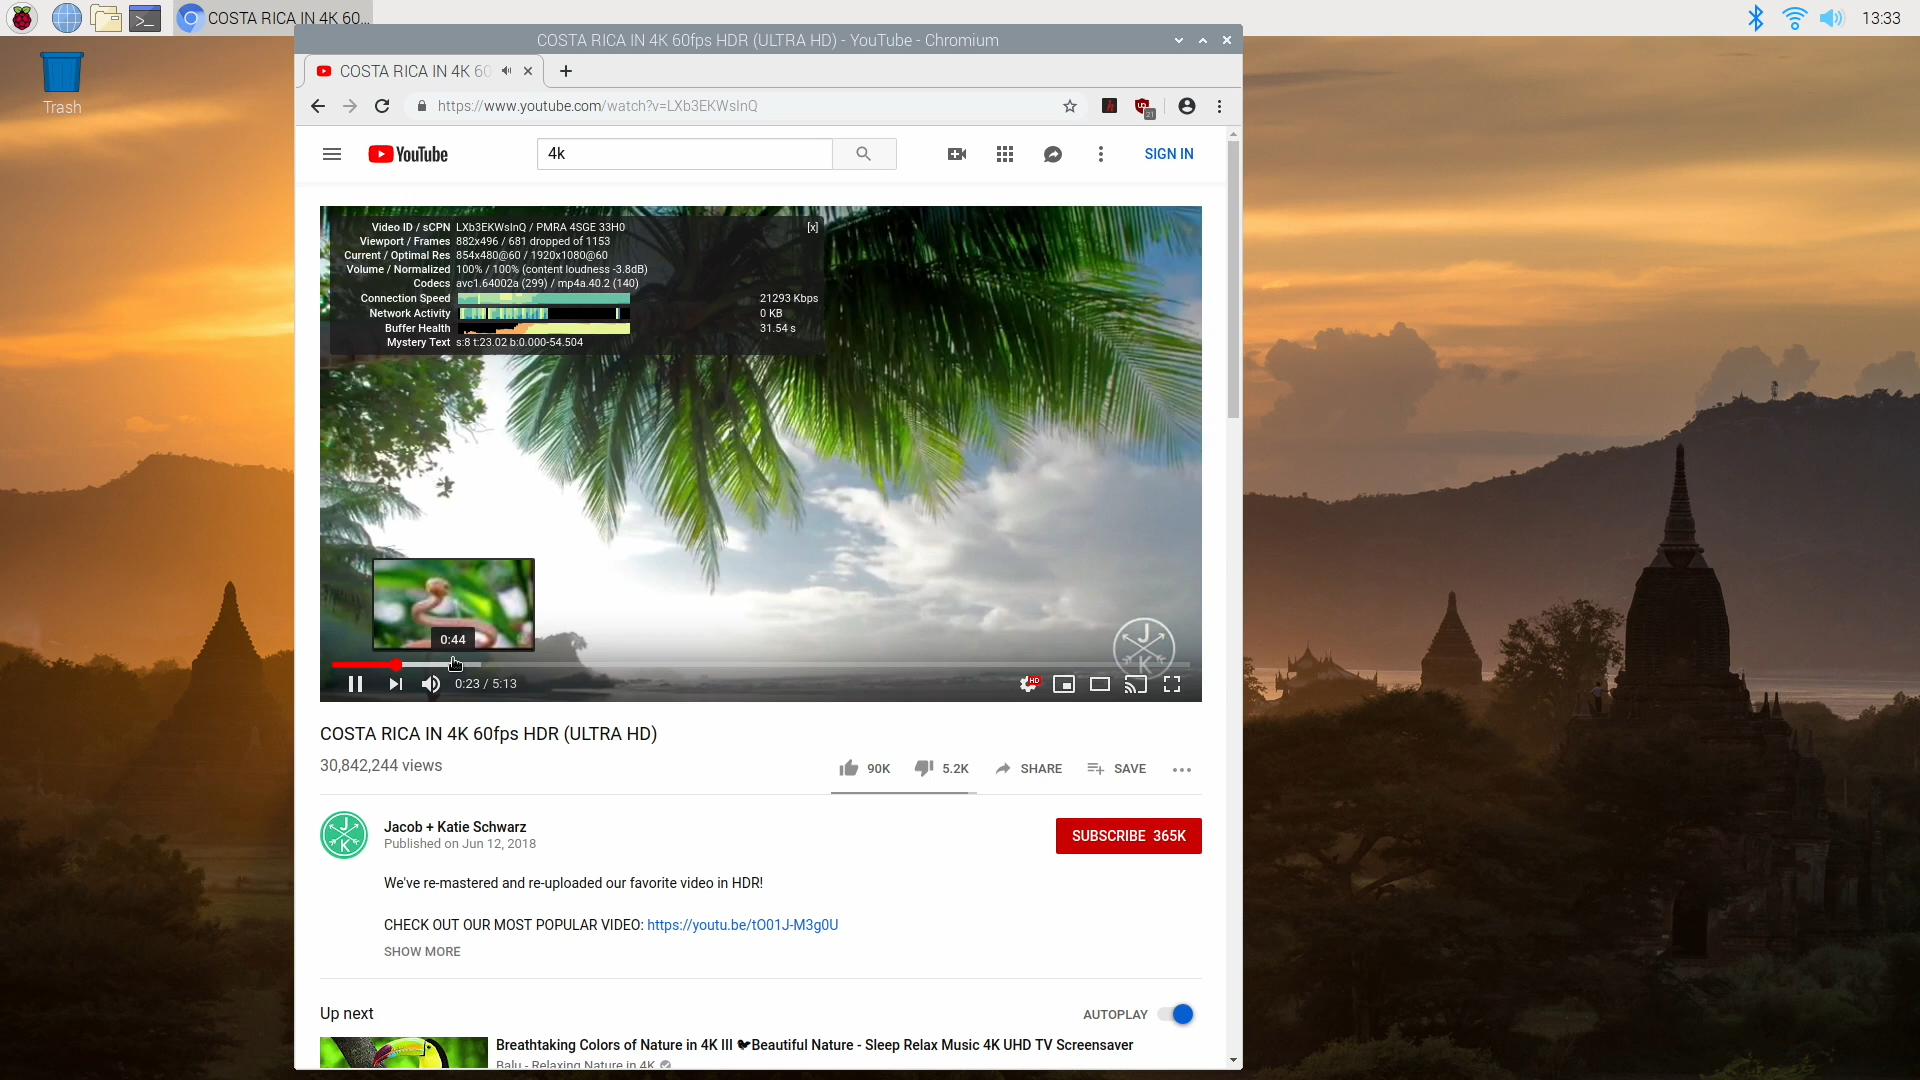 COSTA RICA IN 4K 60...
13:33
Trash
COSTA RICA IN 4K 60fps HDR (ULTRA HD) - YouTube - Chromium
COSTA RICA IN 4K 60
https://www.youtube.com/watch?v=LXb3EKWsInQ
21
YouTube
4k
SIGN IN
Video ID / sCPN LXb3EKWsInQ / PMRA 4SGE 33H0 [x]
Viewport / Frames 882x496 / 681 dropped of 1153
Current / Optimal Res 854x480@60 / 1920x1080@60
Volume / Normalized 100% / 100% (content loudness -3.8dB)
Codecs avc1.64002a (299) / mp4a.40.2 (140)
Connection Speed 21293 Kbps
Network Activity 0 KB
Buffer Health 31.54 s
Mystery Text s:8 t:23.02 b:0.000-54.504
0:44
J K
0:23 / 5:13
HD
COSTA RICA IN 4K 60fps HDR (ULTRA HD)
30,842,244 views
90K 5.2K SHARE SAVE
J K
Jacob + Katie Schwarz
Published on Jun 12, 2018
SUBSCRIBE 365K
We've re-mastered and re-uploaded our favorite video in HDR!
CHECK OUT OUR MOST POPULAR VIDEO: https://youtu.be/tO01J-M3g0U
SHOW MORE
Up next
AUTOPLAY
Breathtaking Colors of Nature in 4K III 🐦Beautiful Nature - Sleep Relax Music 4K UHD TV Screensaver
Balu - Relaxing Nature in 4K